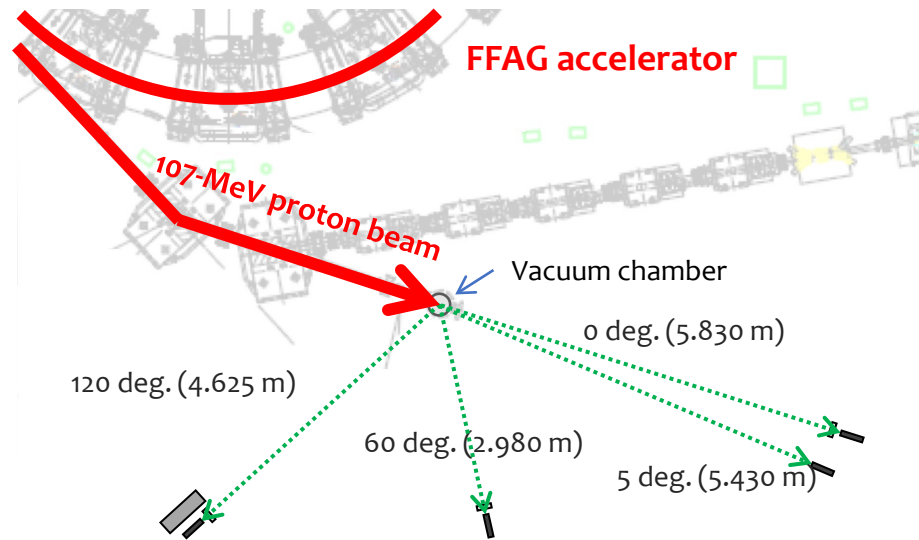 FFAG accelerator
107-MeV proton beam
Vacuum chamber
0 deg. (5.830 m)
120 deg. (4.625 m)
60 deg. (2.980 m)
5 deg. (5.430 m)